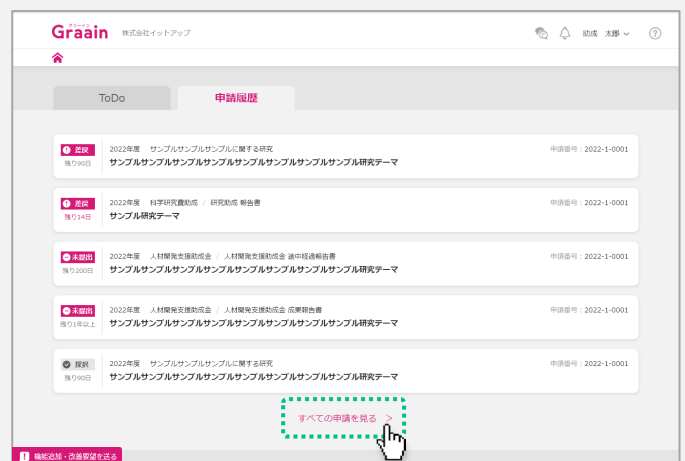 グラーイン
Graain 株式会社イットアップ 助成 太郎
ToDo 申請履歴
差戻 2022年度 サンプルサンプルサンプルに関する研究 申請番号：2022-1-0001
残り90日 サンプルサンプルサンプルサンプルサンプルサンプルサンプルサンプル研究テーマ
差戻 2022年度 科学研究費助成 / 研究助成 報告書 申請番号：2022-1-0001
残り14日 サンプル研究テーマ
未提出 2022年度 人材開発支援助成会 / 人材開発支援助成会 途中経過報告書 申請番号：2022-1-0001
残り200日 サンプルサンプルサンプルサンプルサンプルサンプルサンプルサンプル研究テーマ
未提出 2022年度 人材開発支援助成会 / 人材開発支援助成会 成果報告書 申請番号：2022-1-0001
残り1年以上 サンプルサンプルサンプルサンプルサンプルサンプルサンプルサンプル研究テーマ
採択 2022年度 サンプルサンプルサンプルに関する研究 申請番号：2022-1-0001
残り90日 サンプルサンプルサンプルサンプルサンプルサンプルサンプルサンプル研究テーマ
すべての申請を見る >
機能追加・改善要望を送る